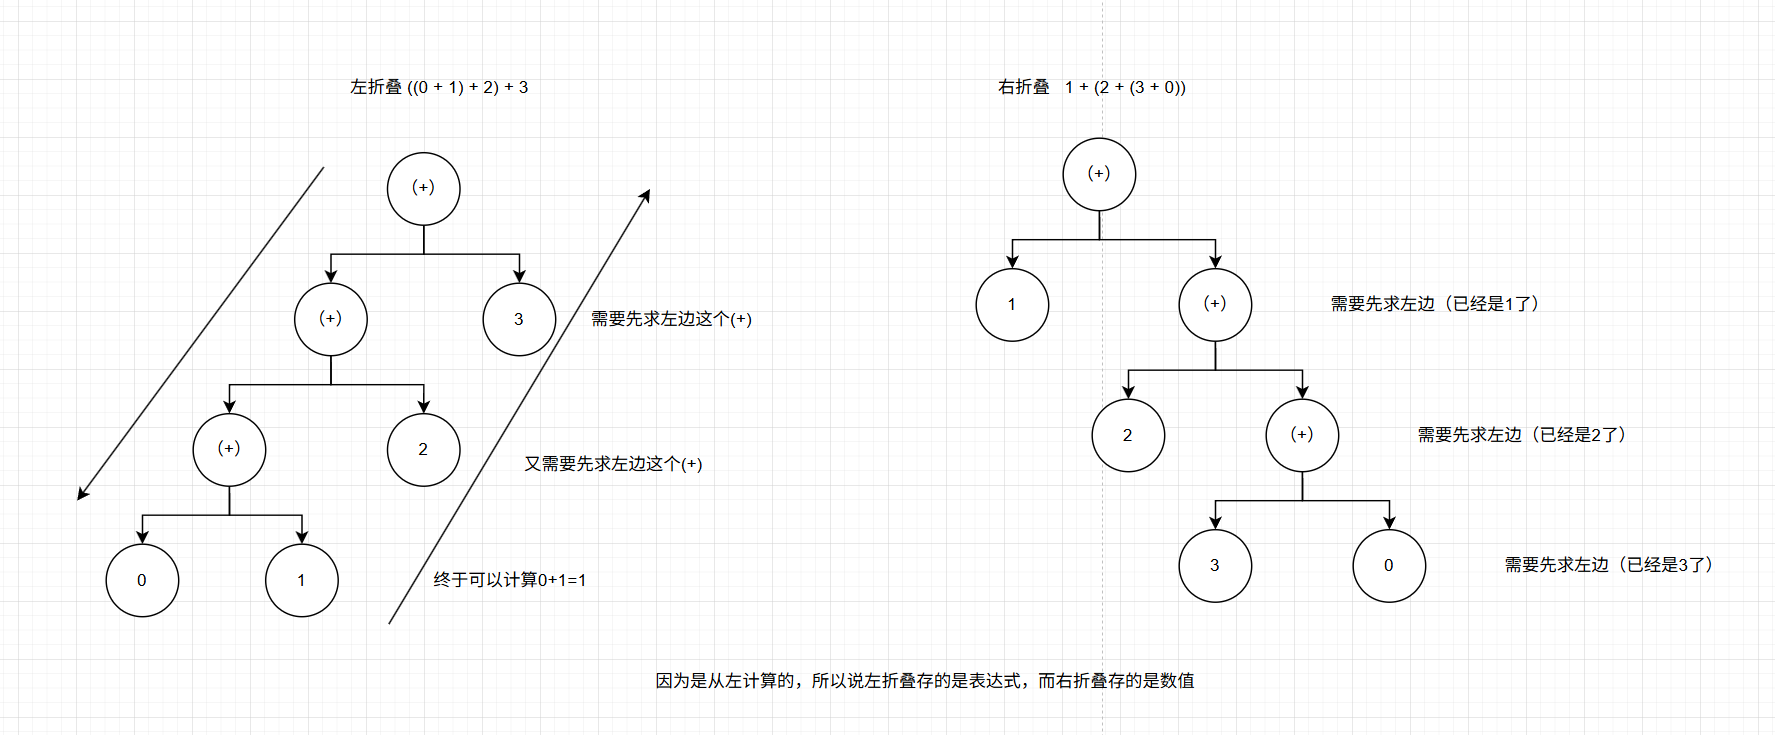 左折叠 ((0 + 1) + 2) + 3
右折叠 1 + (2 + (3 + 0))
(+)
(+)
(+)
3
需要先求左边这个(+)
1
(+)
需要先求左边（已经是1了）
(+)
2
又需要先求左边这个(+)
2
(+)
需要先求左边（已经是2了）
0
1
终于可以计算0+1=1
3
0
需要先求左边（已经是3了）
因为是从左计算的，所以说左折叠存的是表达式，而右折叠存的是数值